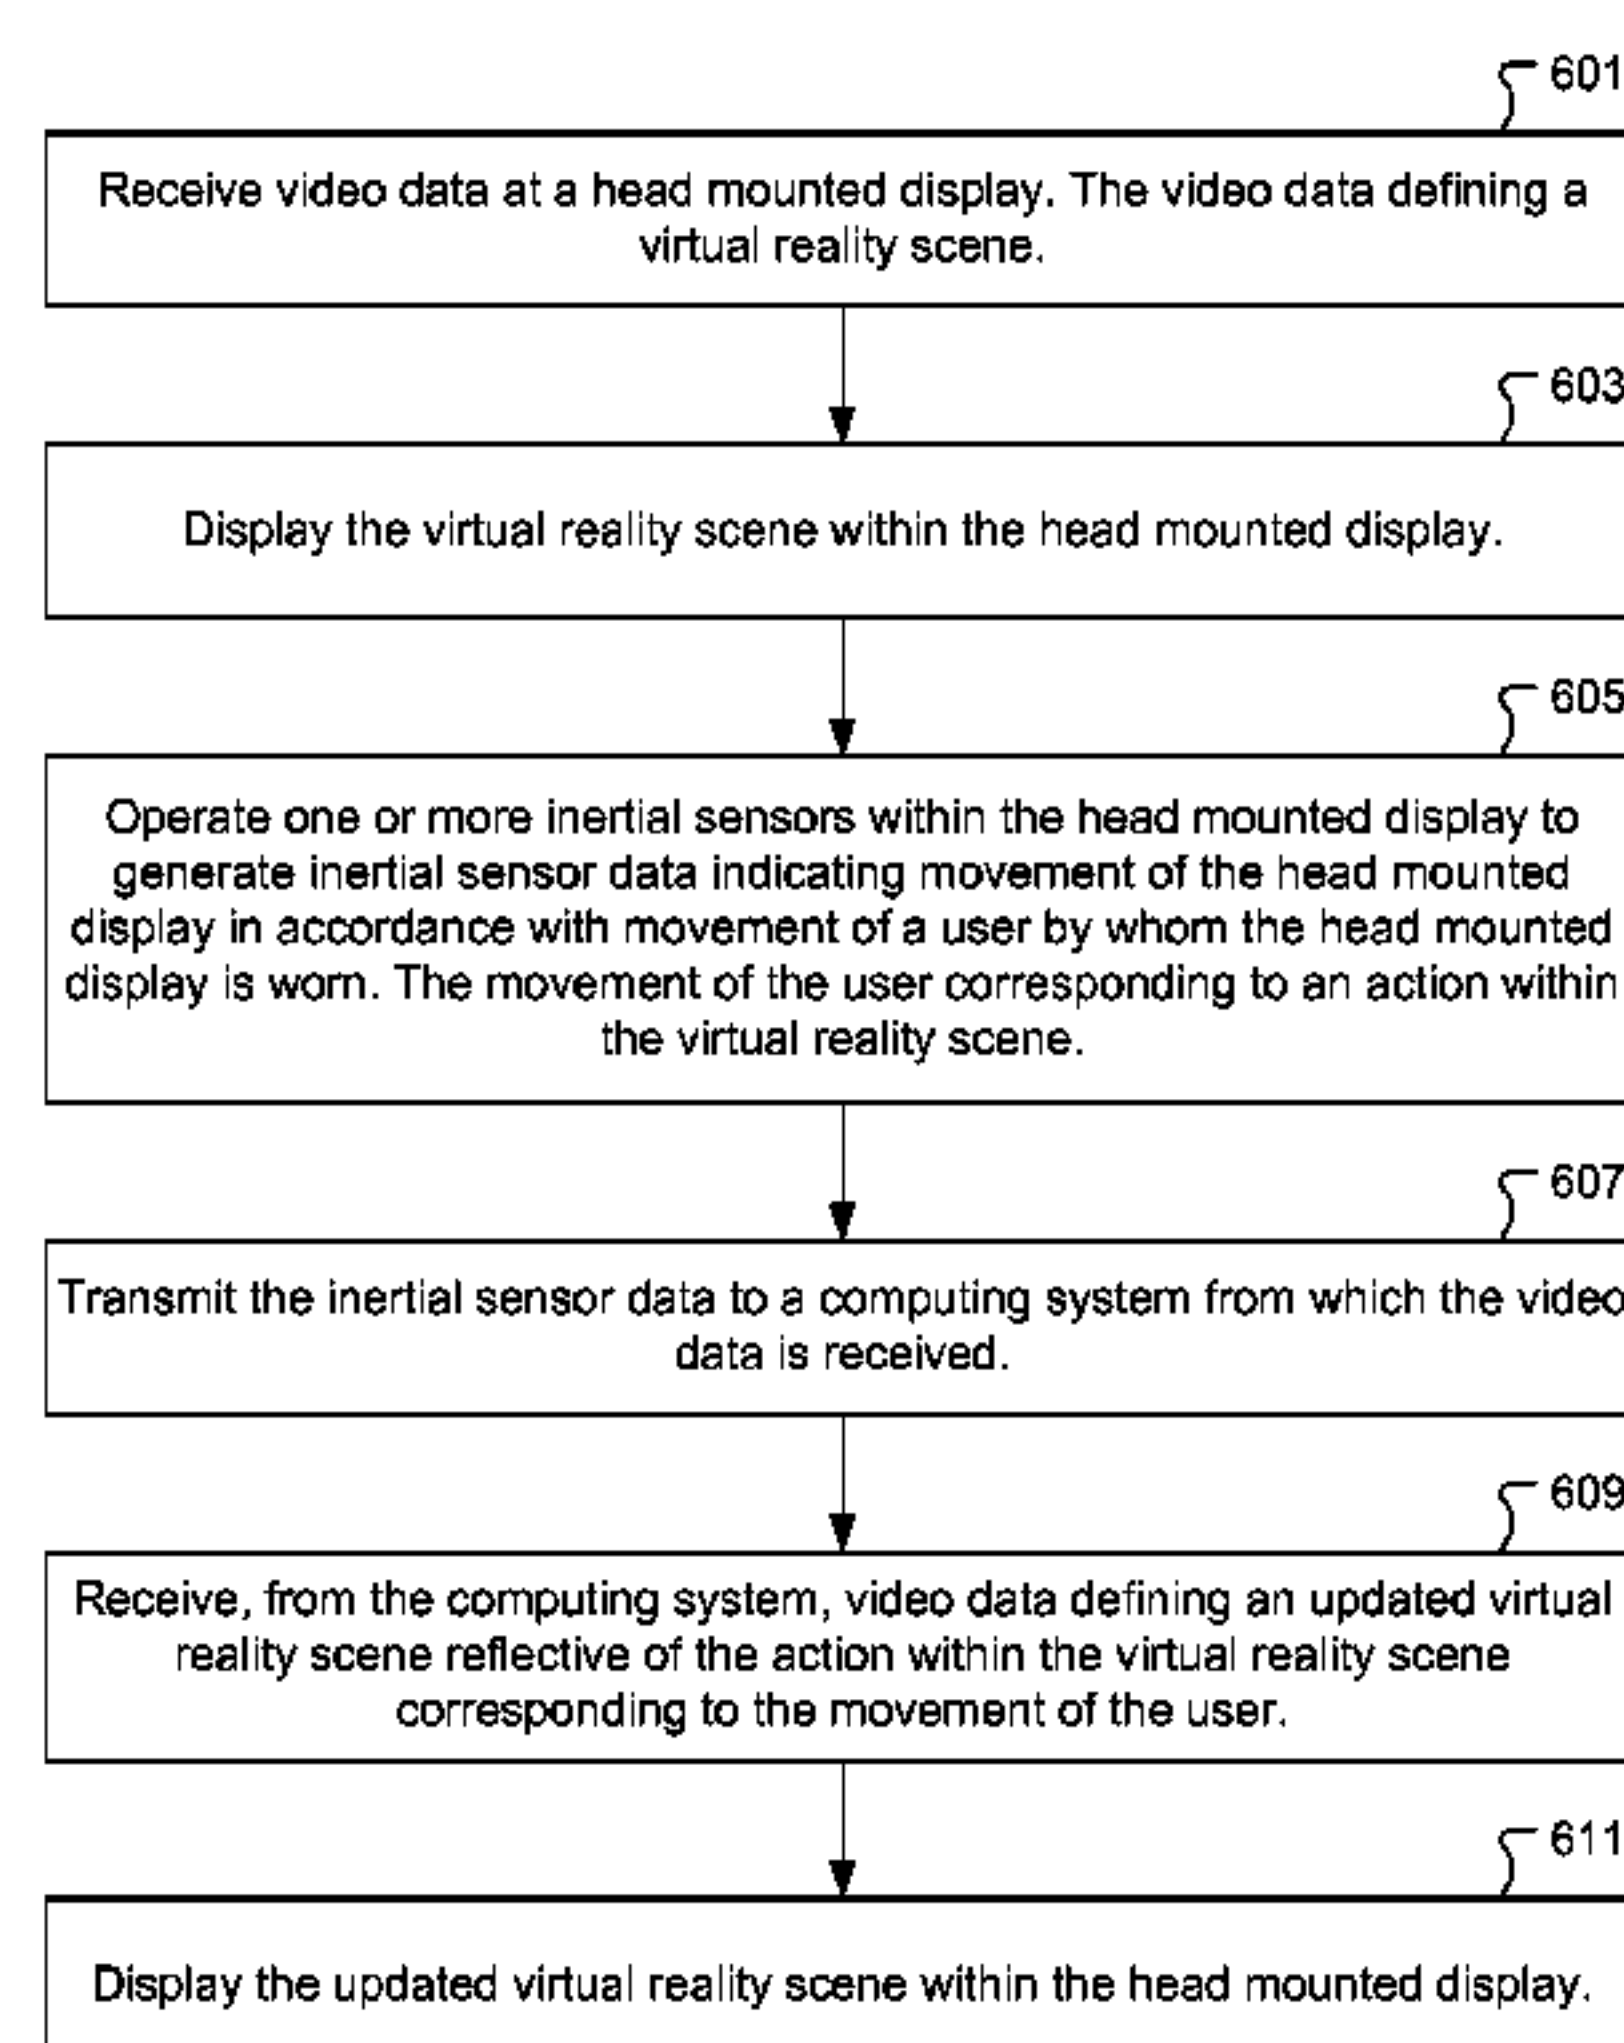 601
Receive video data at a head mounted display. The video data defining a
virtual reality scene.
603
Display the virtual reality scene within the head mounted display.
605
Operate one or more inertial sensors within the head mounted display to
generate inertial sensor data indicating movement of the head mounted
display in accordance with movement of a user by whom the head mounted
display is worn. The movement of the user corresponding to an action within
the virtual reality scene.
607
Transmit the inertial sensor data to a computing system from which the video
data is received.
609
Receive, from the computing system, video data defining an updated virtual
reality scene reflective of the action within the virtual reality scene
corresponding to the movement of the user.
611
Display the updated virtual reality scene within the head mounted display.